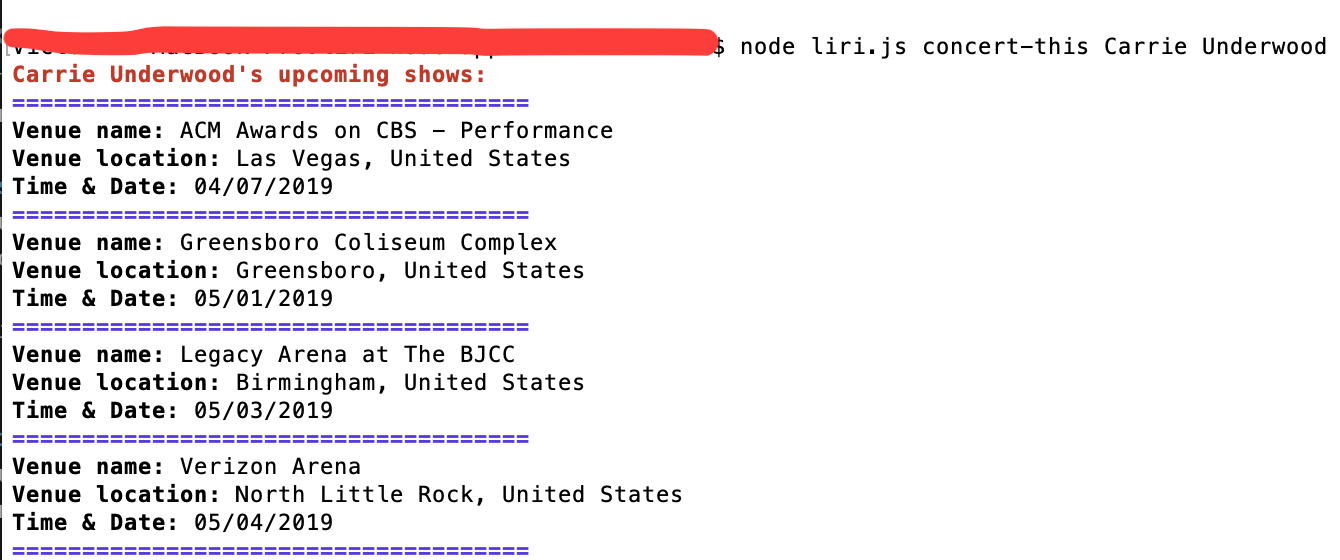 $ node liri.js concert-this Carrie Underwood
Carrie Underwood's upcoming shows:
=====================================
Venue name: ACM Awards on CBS - Performance
Venue location: Las Vegas, United States
Time & Date: 04/07/2019
=====================================
Venue name: Greensboro Coliseum Complex
Venue location: Greensboro, United States
Time & Date: 05/01/2019
=====================================
Venue name: Legacy Arena at The BJCC
Venue location: Birmingham, United States
Time & Date: 05/03/2019
=====================================
Venue name: Verizon Arena
Venue location: North Little Rock, United States
Time & Date: 05/04/2019
=====================================